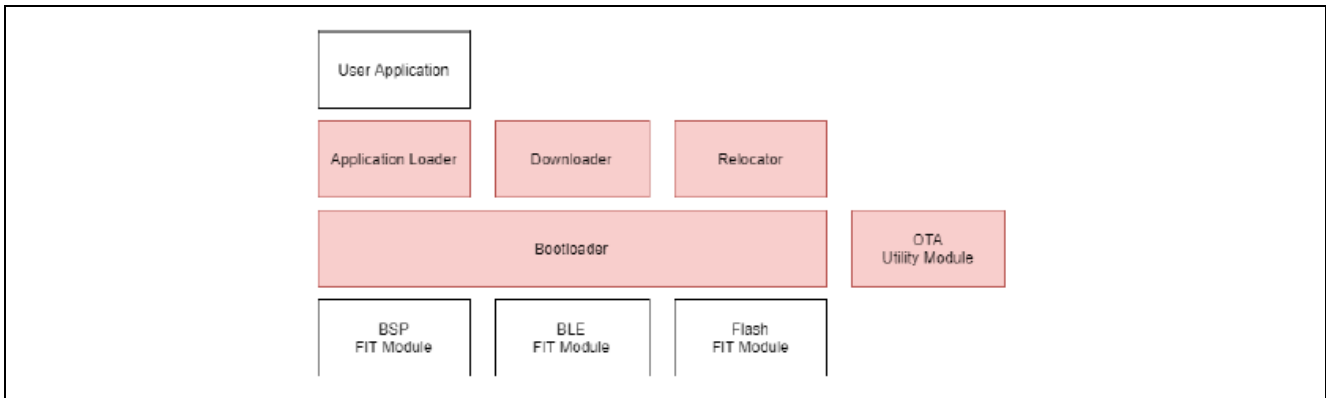 User Application
Application Loader
Downloader
Relocator
Bootloader
OTA
Utility Module
BSP
FIT Module
BLE
FIT Module
Flash
FIT Module